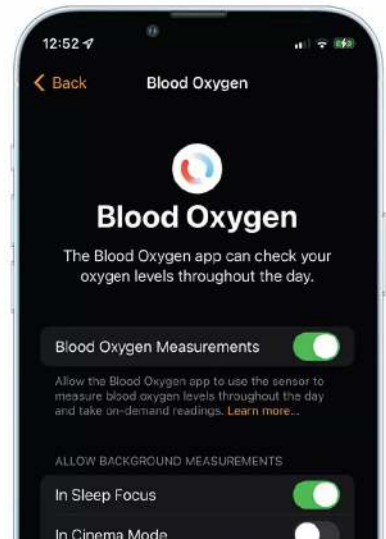 12:52
Back
Blood Oxygen
Blood Oxygen
The Blood Oxygen app can check your
oxygen levels throughout the day.
Blood Oxygen Measurements
Allow the Blood Oxygen app to use the sensor to
measure blood oxygen levels throughout the day
and take on-demand readings. Learn more...
ALLOW BACKGROUND MEASUREMENTS
In Sleep Focus
In Cinema Mode